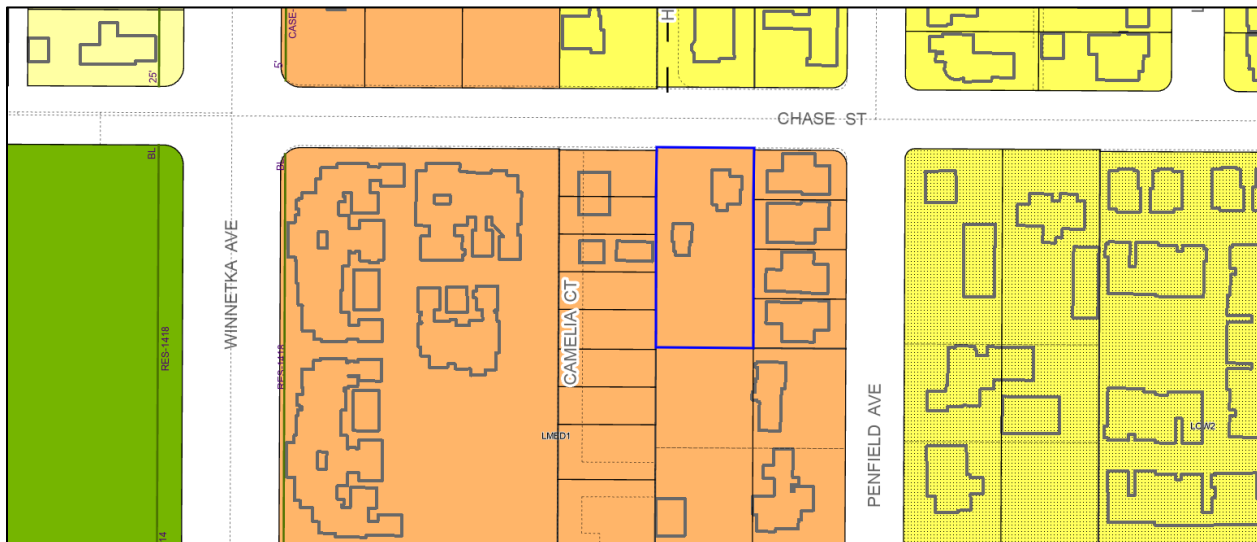 CASE-
H
5'
25'
CHASE ST
BL
BL
WINNETKA AVE
CAMELIA CT
RES-1418
RES-1418
PENFIELD AVE
LMED1
LOW2
14